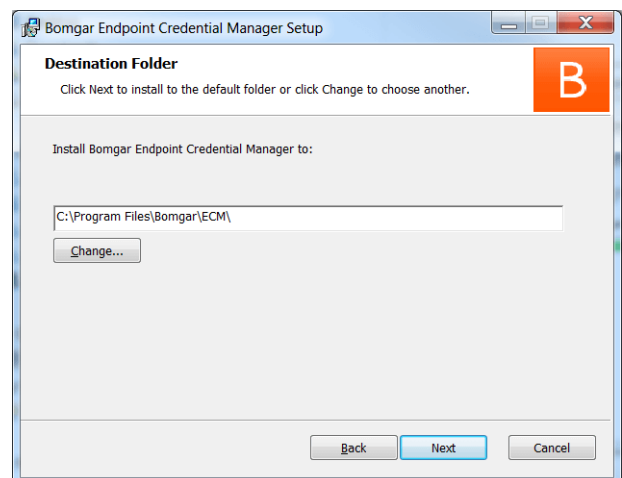 Bomgar Endpoint Credential Manager Setup
Destination Folder
Click Next to install to the default folder or click Change to choose another.
B
Install Bomgar Endpoint Credential Manager to:
C:\Program Files\Bomgar\ECM\
Change...
Back Next Cancel